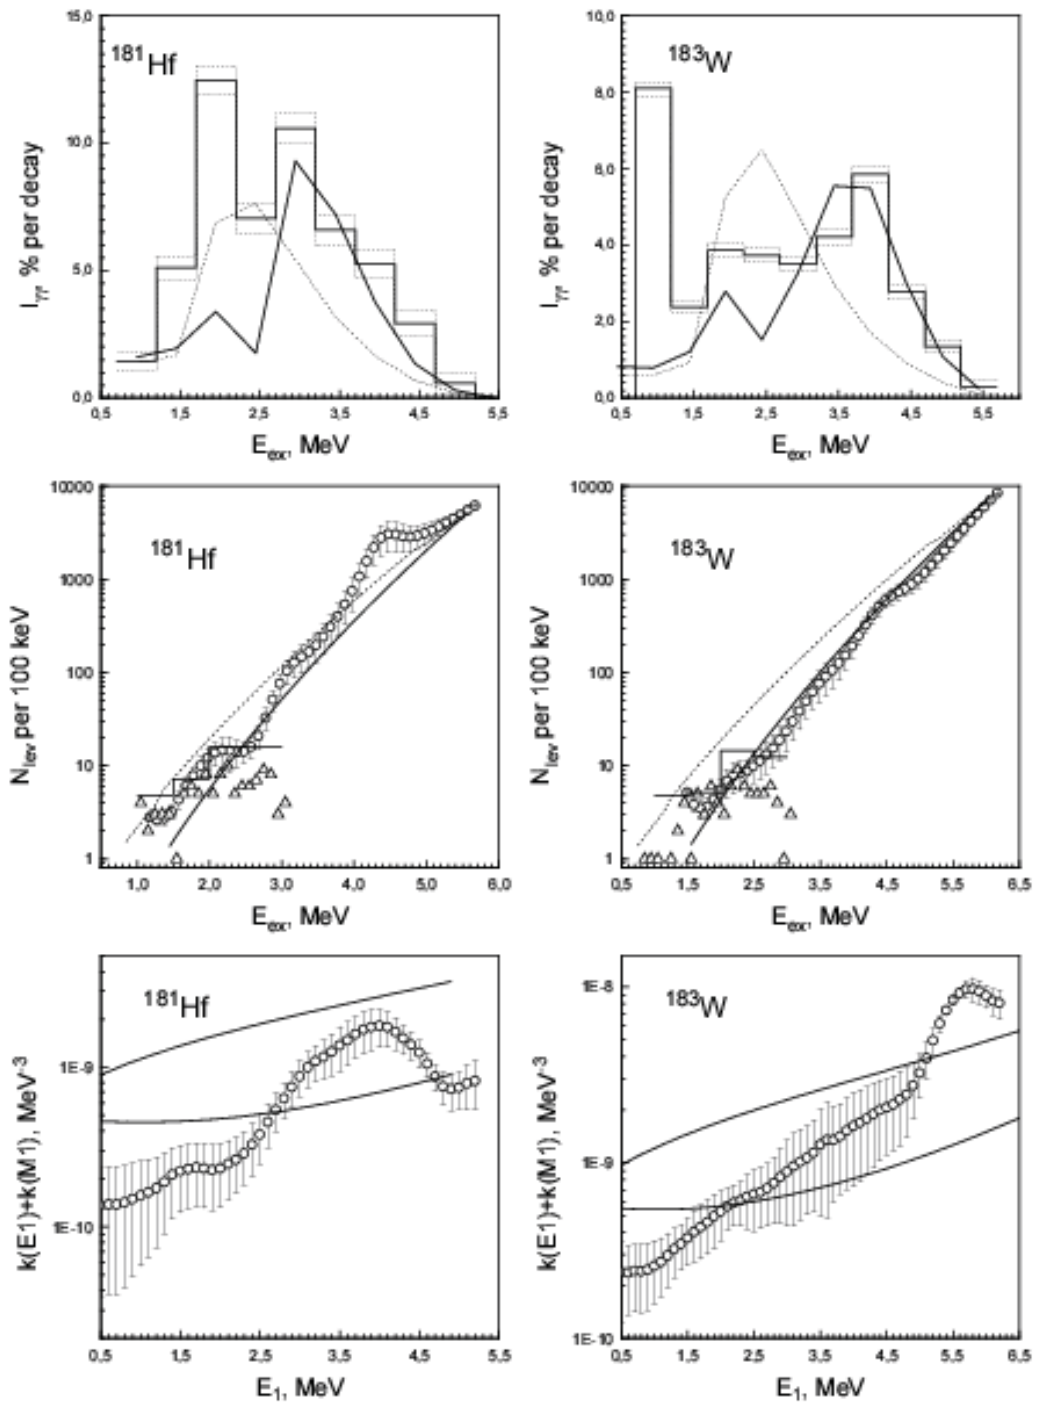 15,0
10,0
5,0
0,0
0,5 1,5 2,5 3,5 4,5 5,5
181Hf
Iγγ, % per decay
Eex, MeV
10,0
8,0
6,0
4,0
2,0
0,0
0,5 1,5 2,5 3,5 4,5 5,5
183W
Iγγ, % per decay
Eex, MeV
10000
1000
100
10
1
1,0 2,0 3,0 4,0 5,0 6,0
181Hf
Nlev per 100 keV
Eex, MeV
10000
1000
100
10
1
0,5 1,5 2,5 3,5 4,5 5,5 6,5
183W
Nlev per 100 keV
Eex, MeV
1E-9
1E-10
0,5 1,5 2,5 3,5 4,5 5,5
181Hf
k(E1)+k(M1), MeV-3
E1, MeV
1E-8
1E-9
1E-10
0,5 1,5 2,5 3,5 4,5 5,5 6,5
183W
k(E1)+k(M1), MeV-3
E1, MeV